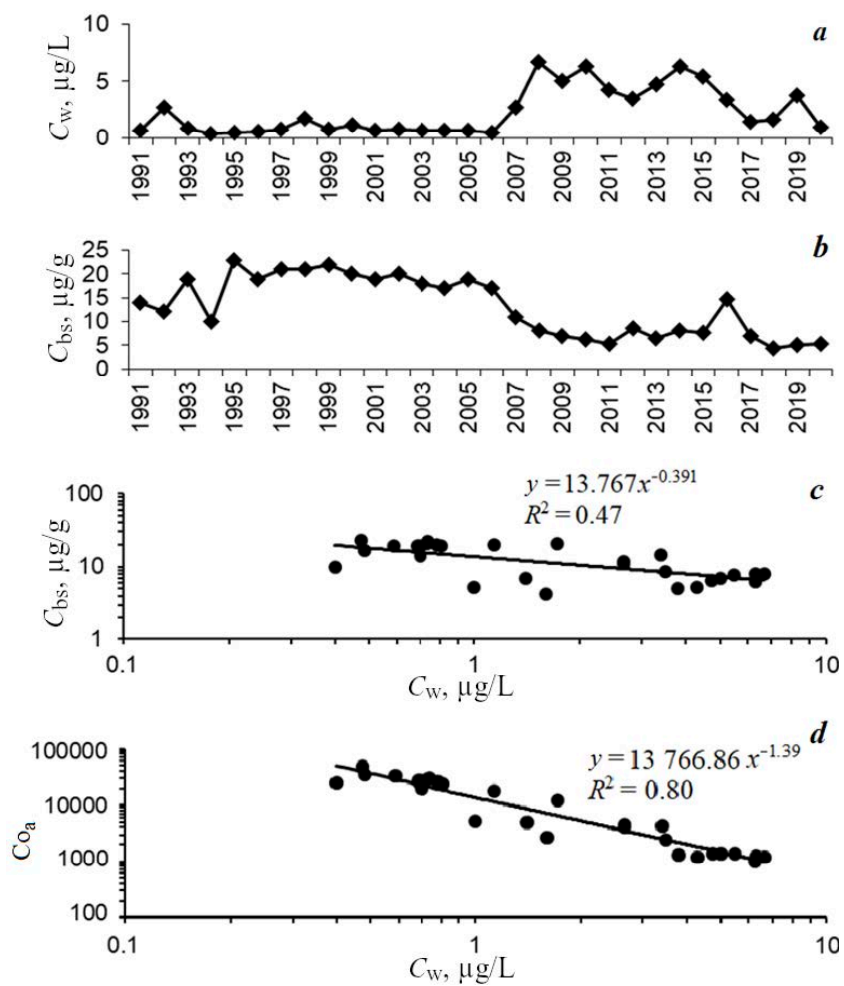 a
10
5
0
C_w, µg/L
1991
1993
1995
1997
1999
2001
2003
2005
2007
2009
2011
2013
2015
2017
2019
b
25
20
15
10
5
0
C_bs, µg/g
1991
1993
1995
1997
1999
2001
2003
2005
2007
2009
2011
2013
2015
2017
2019
c
y = 13.767x^−0.391
R² = 0.47
100
10
1
C_bs, µg/g
0.1 1 10
C_w, µg/L
d
y = 13 766.86 x^−1.39
R² = 0.80
100000
10000
1000
100
Co_a
0.1 1 10
C_w, µg/L